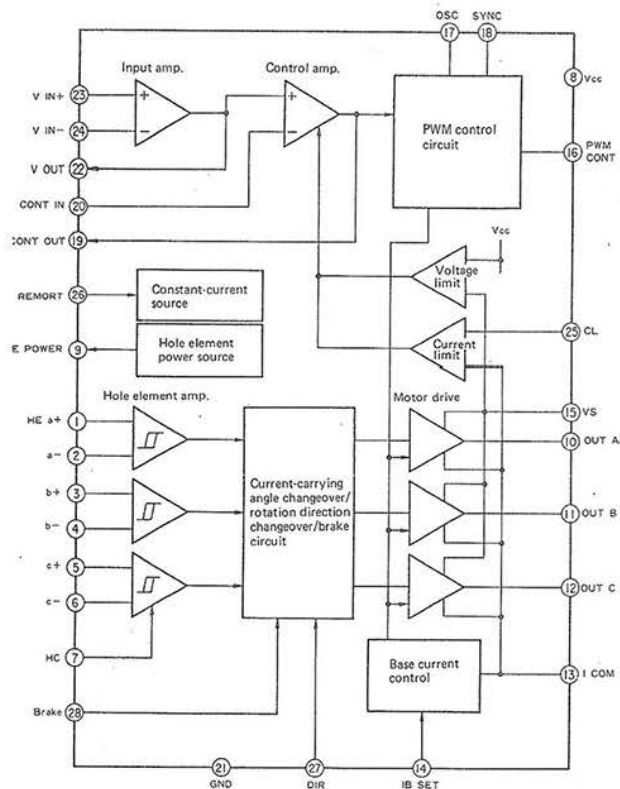 OSC SYNC
17 18
Input amp. Control amp.
8 Vcc
V IN+ 23 + +
V IN- 24 − −
PWM control
circuit
16 PWM
CONT
V OUT 22
CONT IN 20
CONT OUT 19
Vcc
Voltage
limit
REMORT 26
Constant-current
source
25 CL
Current
limit
E POWER 9
Hole element
power source
Hole element amp. Motor drive
15 VS
HE a+ 1
10 OUT A
a- 2
Current-carrying
angle changeover/
rotation direction
changeover/brake
circuit
b+ 3
11 OUT B
b- 4
c+ 5
12 OUT C
c- 6
HC 7
Base current
control
13 I COM
Brake 28
21 27 14
GND DIR IB SET